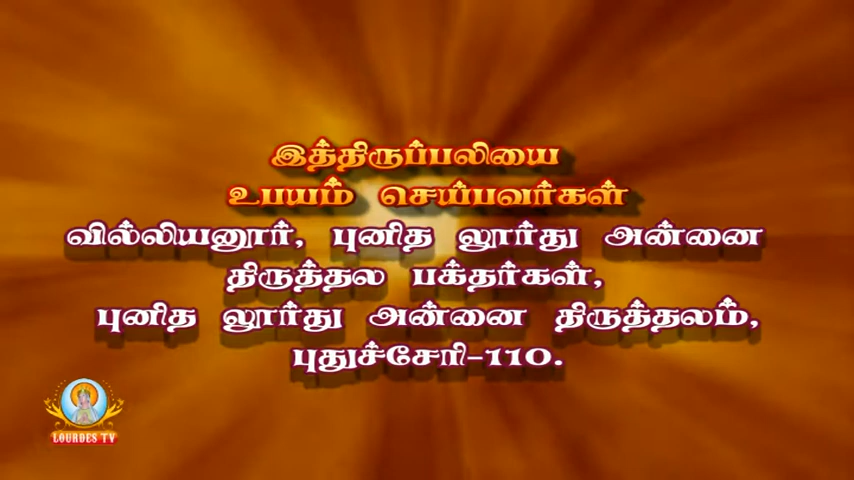 இத்திருப்பலியை
உபயம் செய்பவர்கள்
வில்லியனூர், புனித லூர்து அன்னை
திருத்தல பக்தர்கள்,
புனித லூர்து அன்னை திருத்தலம்,
புதுச்சேரி-110.
LOURDES TV